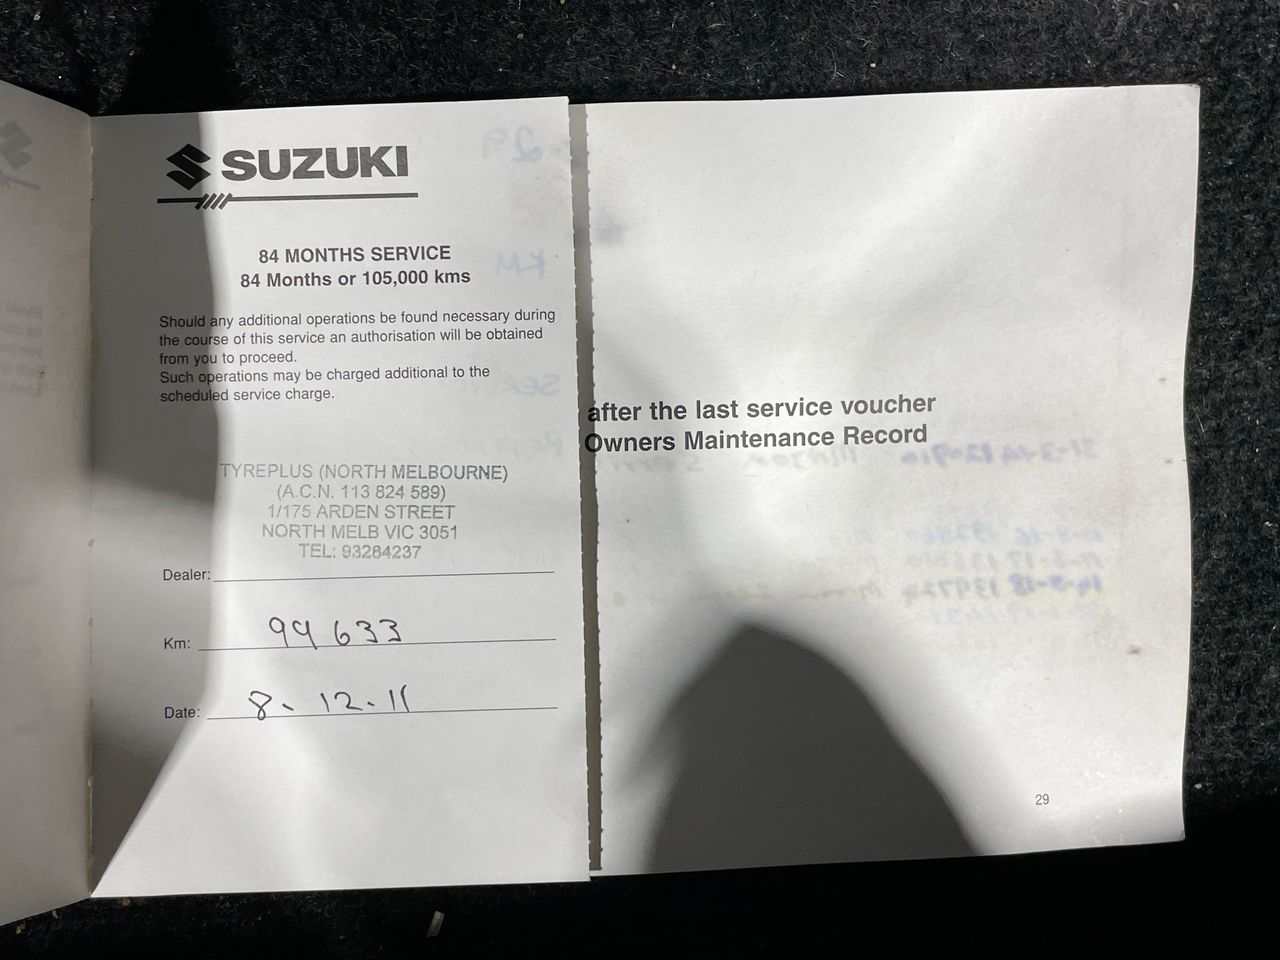 SUZUKI
84 MONTHS SERVICE
84 Months or 105,000 kms
Should any additional operations be found necessary during
the course of this service an authorisation will be obtained
from you to proceed.
Such operations may be charged additional to the
scheduled service charge.
TYREPLUS (NORTH MELBOURNE)
(A.C.N. 113 824 589)
1/175 ARDEN STREET
NORTH MELB VIC 3051
TEL: 93284237
Dealer:
Km: 99 633
Date: 8. 12. 11
after the last service voucher
Owners Maintenance Record
29